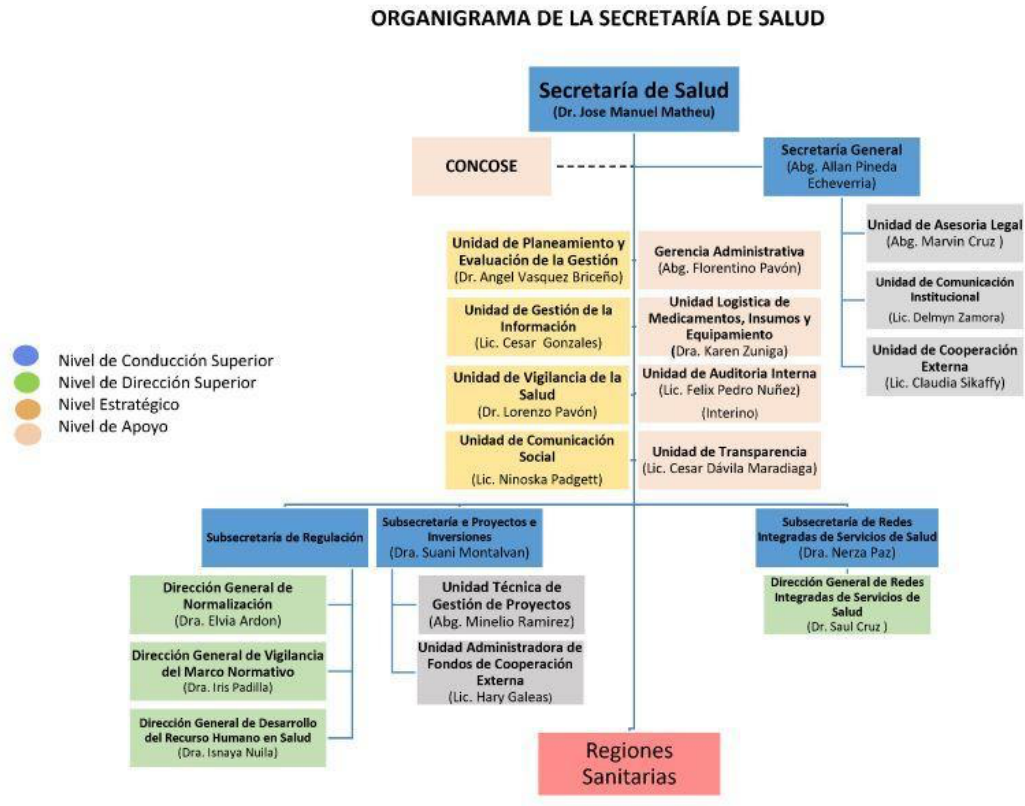 ORGANIGRAMA DE LA SECRETARÍA DE SALUD
Secretaría de Salud
(Dr. Jose Manuel Matheu)
CONCOSE
Secretaría General
(Abg. Allan Pineda
Echeverria)
Unidad de Asesoria Legal
(Abg. Marvin Cruz )
Unidad de Comunicación
Institucional
(Lic. Delmyn Zamora)
Unidad de Cooperación
Externa
(Lic. Claudia Sikaffy)
Unidad de Planeamiento y
Evaluación de la Gestión
(Dr. Angel Vasquez Briceño)
Gerencia Administrativa
(Abg. Florentino Pavón)
Unidad de Gestión de la
Información
(Lic. Cesar Gonzales)
Unidad Logistica de
Medicamentos, Insumos y
Equipamiento
(Dra. Karen Zuniga)
Unidad de Vigilancia de la
Salud
(Dr. Lorenzo Pavón)
Unidad de Auditoria Interna
(Lic. Felix Pedro Nuñez)
(Interino)
Unidad de Comunicación
Social
(Lic. Ninoska Padgett)
Unidad de Transparencia
(Lic. Cesar Dávila Maradiaga)
Nivel de Conducción Superior
Nivel de Dirección Superior
Nivel Estratégico
Nivel de Apoyo
Subsecretaría de Regulación
Subsecretaría e Proyectos e
Inversiones
(Dra. Suani Montalvan)
Subsecretaría de Redes
Integradas de Servicios de Salud
(Dra. Nerza Paz)
Dirección General de
Normalización
(Dra. Elvia Ardon)
Dirección General de Vigilancia
del Marco Normativo
(Dra. Iris Padilla)
Dirección General de Desarrollo
del Recurso Humano en Salud
(Dra. Isnaya Nuila)
Unidad Técnica de
Gestión de Proyectos
(Abg. Minelio Ramirez)
Unidad Administradora de
Fondos de Cooperación
Externa
(Lic. Hary Galeas)
Dirección General de Redes
Integradas de Servicios de
Salud
(Dr. Saul Cruz )
Regiones
Sanitarias